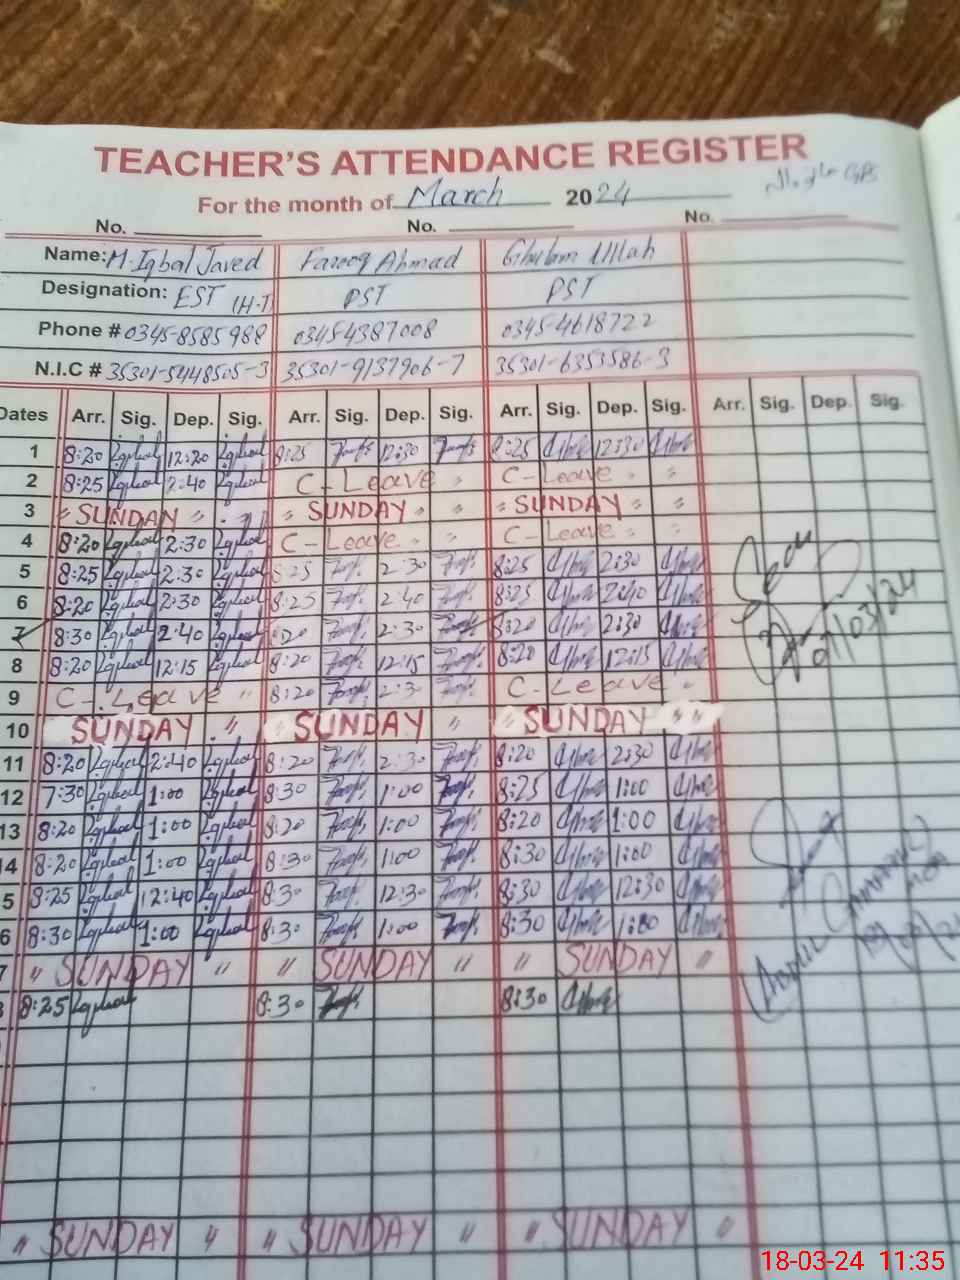 TEACHER'S ATTENDANCE REGISTER
For the month of March 2024
No. No. No.
Name: M. Iqbal Javed Farooq Ahmad Ghulam Ullah
Designation: EST (H-T) PST PST
Phone # 0345-8585988 0345-4387008 0345-4618722
N.I.C # 35301-5448505-3 35301-9137906-7 35301-6353586-3
Dates Arr. Sig. Dep. Sig. Arr. Sig. Dep. Sig. Arr. Sig. Dep. Sig. Arr. Sig. Dep. Sig.
1 8:20 Iqbal 12:20 Iqbal 8:25 12:30 8:25 12:30
2 8:25 Iqbal 2:40 Iqbal C-Leave " C-Leave " "
3 " SUNDAY " " " SUNDAY " " " SUNDAY " "
4 8:20 Iqbal 2:30 Iqbal C-Leave " " C-Leave " "
5 8:25 Iqbal 2:30 Iqbal 8:25 2:30 8:25 2:30
6 8:20 Iqbal 2:30 Iqbal 8:25 2:40 8:25 2:40
7 8:30 Iqbal 2:40 Iqbal 8:20 2:30 8:20 2:30
8 8:20 Iqbal 12:15 Iqbal 8:20 12:15 8:20 12:15
07/03/24
9 C-Leave " 8:20 2:30 C-Leave "
10 SUNDAY " " SUNDAY " " SUNDAY " "
11 8:20 Iqbal 2:40 Iqbal 8:20 2:30 8:20 2:30
12 7:30 Iqbal 1:00 Iqbal 8:30 1:00 8:25 1:00
13 8:20 Iqbal 1:00 Iqbal 8:20 1:00 8:20 1:00
14 8:20 Iqbal 1:00 Iqbal 8:30 1:00 8:30 1:00
5 8:25 Iqbal 12:40 Iqbal 8:30 12:30 8:30 12:30
6 8:30 Iqbal 1:00 Iqbal 8:30 1:00 8:30 1:00
7 " SUNDAY " " SUNDAY " " SUNDAY "
8 8:25 Iqbal 8:30 8:30
" SUNDAY " " SUNDAY " " SUNDAY "
18-03-24 11:35